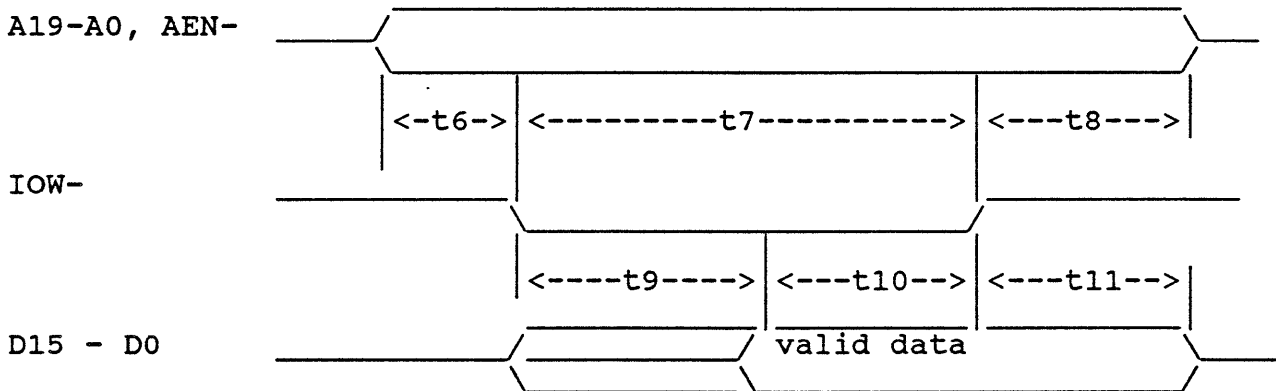 A19-A0, AEN-
<-t6-> <---------t7----------> <---t8--->
IOW-
<----t9----> <----t10--> <----t11-->
D15 - D0 valid data